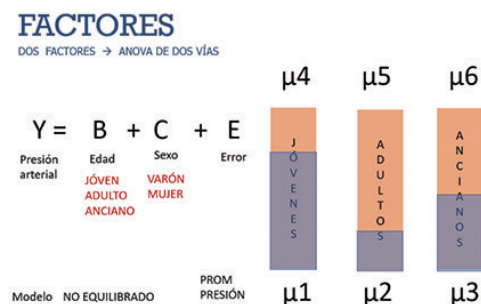 FACTORES
DOS FACTORES → ANOVA DE DOS VÍAS
μ4 μ5 μ6
Y = B + C + E
Presión arterial
Edad
Sexo
Error
JÓVEN
ADULTO
ANCIANO
VARÓN
MUJER
JÓVENES
ADULTOS
ANCIANOS
Modelo NO EQUILIBRADO
PROM
PRESIÓN
μ1 μ2 μ3